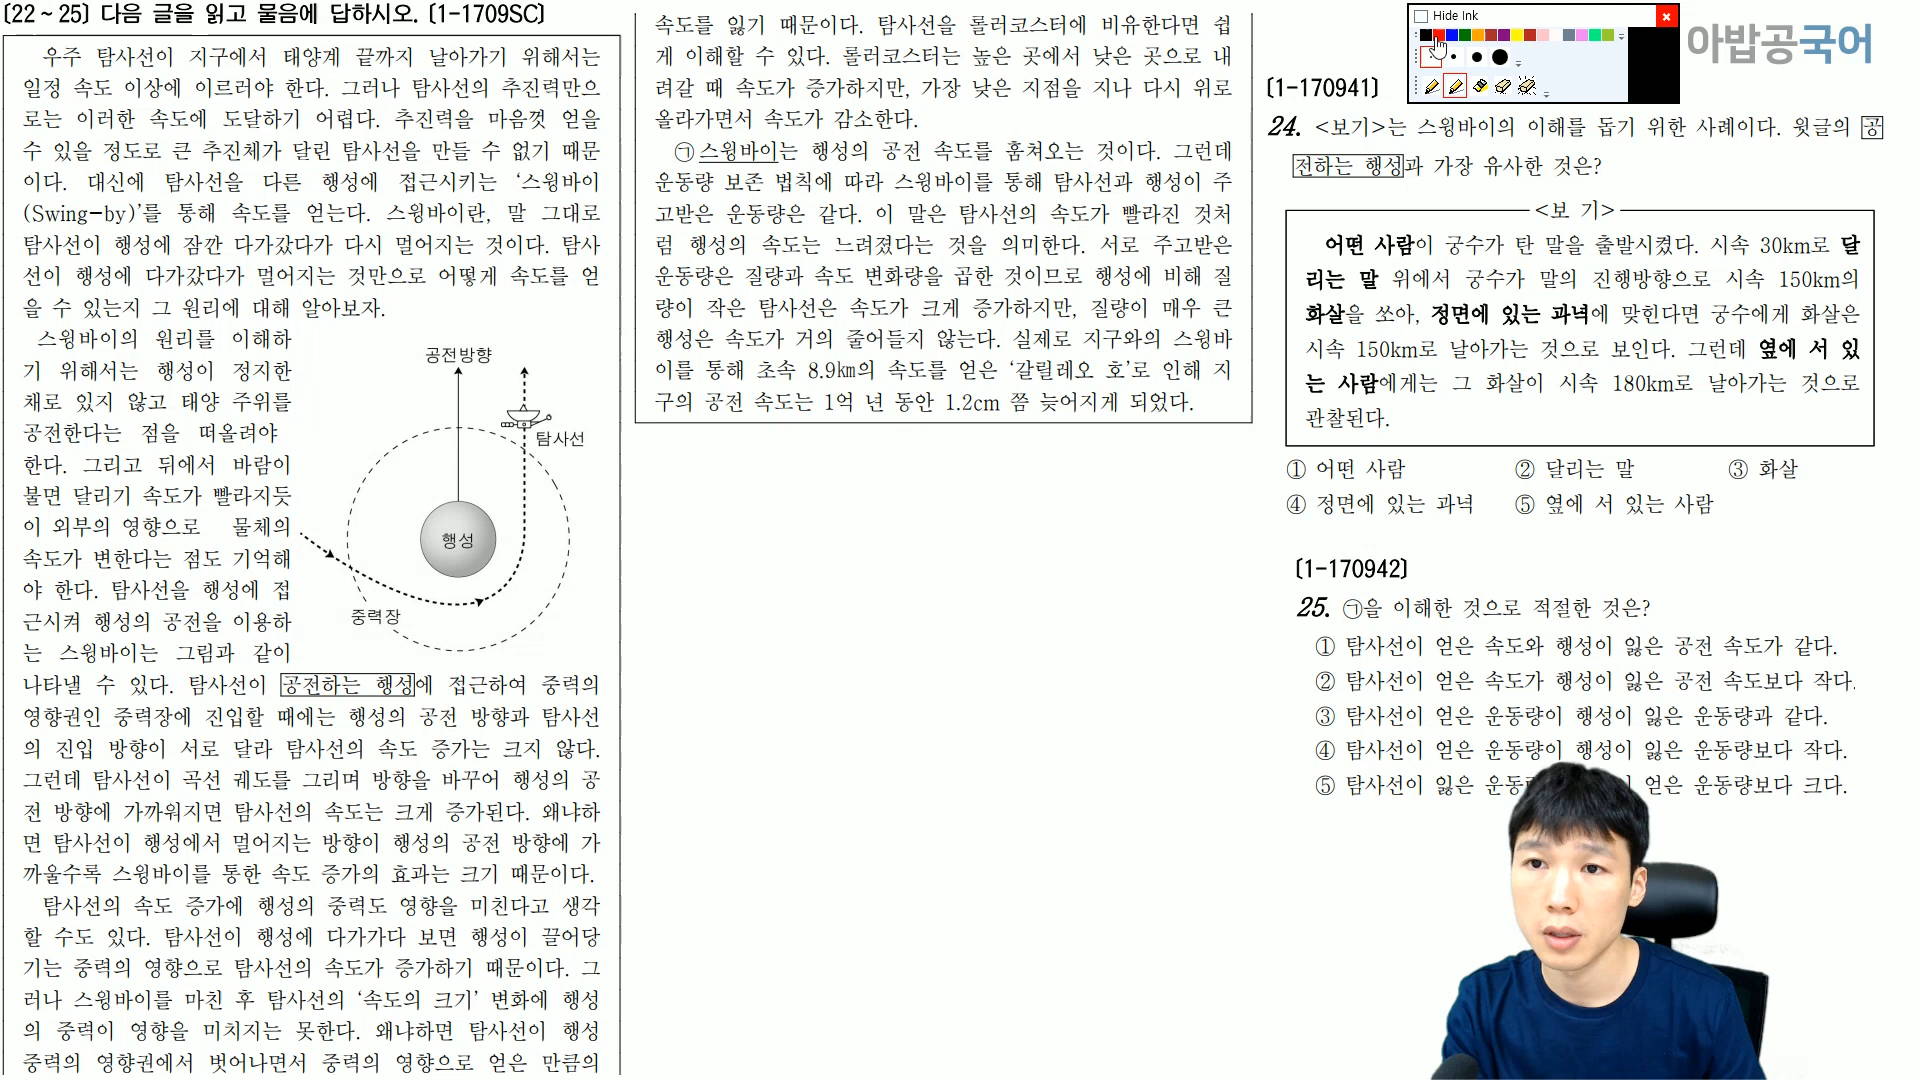 [22 ~ 25] 다음 글을 읽고 물음에 답하시오. [1-1709SC]
우주 탐사선이 지구에서 태양계 끝까지 날아가기 위해서는
일정 속도 이상에 이르러야 한다. 그러나 탐사선의 추진력만으
로는 이러한 속도에 도달하기 어렵다. 추진력을 마음껏 얻을
수 있을 정도로 큰 추진체가 달린 탐사선을 만들 수 없기 때문
이다. 대신에 탐사선을 다른 행성에 접근시키는 ‘스윙바이
(Swing-by)’를 통해 속도를 얻는다. 스윙바이란, 말 그대로
탐사선이 행성에 잠깐 다가갔다가 다시 멀어지는 것이다. 탐사
선이 행성에 다가갔다가 멀어지는 것만으로 어떻게 속도를 얻
을 수 있는지 그 원리에 대해 알아보자.
스윙바이의 원리를 이해하
기 위해서는 행성이 정지한
채로 있지 않고 태양 주위를
공전한다는 점을 떠올려야
한다. 그리고 뒤에서 바람이
불면 달리기 속도가 빨라지듯
이 외부의 영향으로 물체의
속도가 변한다는 점도 기억해
야 한다. 탐사선을 행성에 접
근시켜 행성의 공전을 이용하
는 스윙바이는 그림과 같이
나타낼 수 있다. 탐사선이 공전하는 행성에 접근하여 중력의
영향권인 중력장에 진입할 때에는 행성의 공전 방향과 탐사선
의 진입 방향이 서로 달라 탐사선의 속도 증가는 크지 않다.
그런데 탐사선이 곡선 궤도를 그리며 방향을 바꾸어 행성의 공
전 방향에 가까워지면 탐사선의 속도는 크게 증가된다. 왜냐하
면 탐사선이 행성에서 멀어지는 방향이 행성의 공전 방향에 가
까울수록 스윙바이를 통한 속도 증가의 효과는 크기 때문이다.
탐사선의 속도 증가에 행성의 중력도 영향을 미친다고 생각
할 수도 있다. 탐사선이 행성에 다가가다 보면 행성이 끌어당
기는 중력의 영향으로 탐사선의 속도가 증가하기 때문이다. 그
러나 스윙바이를 마친 후 탐사선의 ‘속도의 크기’ 변화에 행성
의 중력이 영향을 미치지는 못한다. 왜냐하면 탐사선이 행성
중력의 영향권에서 벗어나면서 중력의 영향으로 얻은 만큼의
공전방향
탐사선
행성
중력장
속도를 잃기 때문이다. 탐사선을 롤러코스터에 비유한다면 쉽
게 이해할 수 있다. 롤러코스터는 높은 곳에서 낮은 곳으로 내
려갈 때 속도가 증가하지만, 가장 낮은 지점을 지나 다시 위로
올라가면서 속도가 감소한다.
㉠스윙바이는 행성의 공전 속도를 훔쳐오는 것이다. 그런데
운동량 보존 법칙에 따라 스윙바이를 통해 탐사선과 행성이 주
고받은 운동량은 같다. 이 말은 탐사선의 속도가 빨라진 것처
럼 행성의 속도는 느려졌다는 것을 의미한다. 서로 주고받은
운동량은 질량과 속도 변화량을 곱한 것이므로 행성에 비해 질
량이 작은 탐사선은 속도가 크게 증가하지만, 질량이 매우 큰
행성은 속도가 거의 줄어들지 않는다. 실제로 지구와의 스윙바
이를 통해 초속 8.9㎞의 속도를 얻은 ‘갈릴레오 호’로 인해 지
구의 공전 속도는 1억 년 동안 1.2cm 쯤 늦어지게 되었다.
Hide Ink
아밥공국어
[1-170941]
24. <보기>는 스윙바이의 이해를 돕기 위한 사례이다. 윗글의 공
전하는 행성과 가장 유사한 것은?
<보 기>
어떤 사람이 궁수가 탄 말을 출발시켰다. 시속 30km로 달
리는 말 위에서 궁수가 말의 진행방향으로 시속 150km의
화살을 쏘아, 정면에 있는 과녁에 맞힌다면 궁수에게 화살은
시속 150km로 날아가는 것으로 보인다. 그런데 옆에 서 있
는 사람에게는 그 화살이 시속 180km로 날아가는 것으로
관찰된다.
① 어떤 사람 ② 달리는 말 ③ 화살
④ 정면에 있는 과녁 ⑤ 옆에 서 있는 사람
[1-170942]
25. ㉠을 이해한 것으로 적절한 것은?
① 탐사선이 얻은 속도와 행성이 잃은 공전 속도가 같다.
② 탐사선이 얻은 속도가 행성이 잃은 공전 속도보다 작다.
③ 탐사선이 얻은 운동량이 행성이 잃은 운동량과 같다.
④ 탐사선이 얻은 운동량이 행성이 잃은 운동량보다 작다.
⑤ 탐사선이 잃은 얻은 운동량보다 크다.